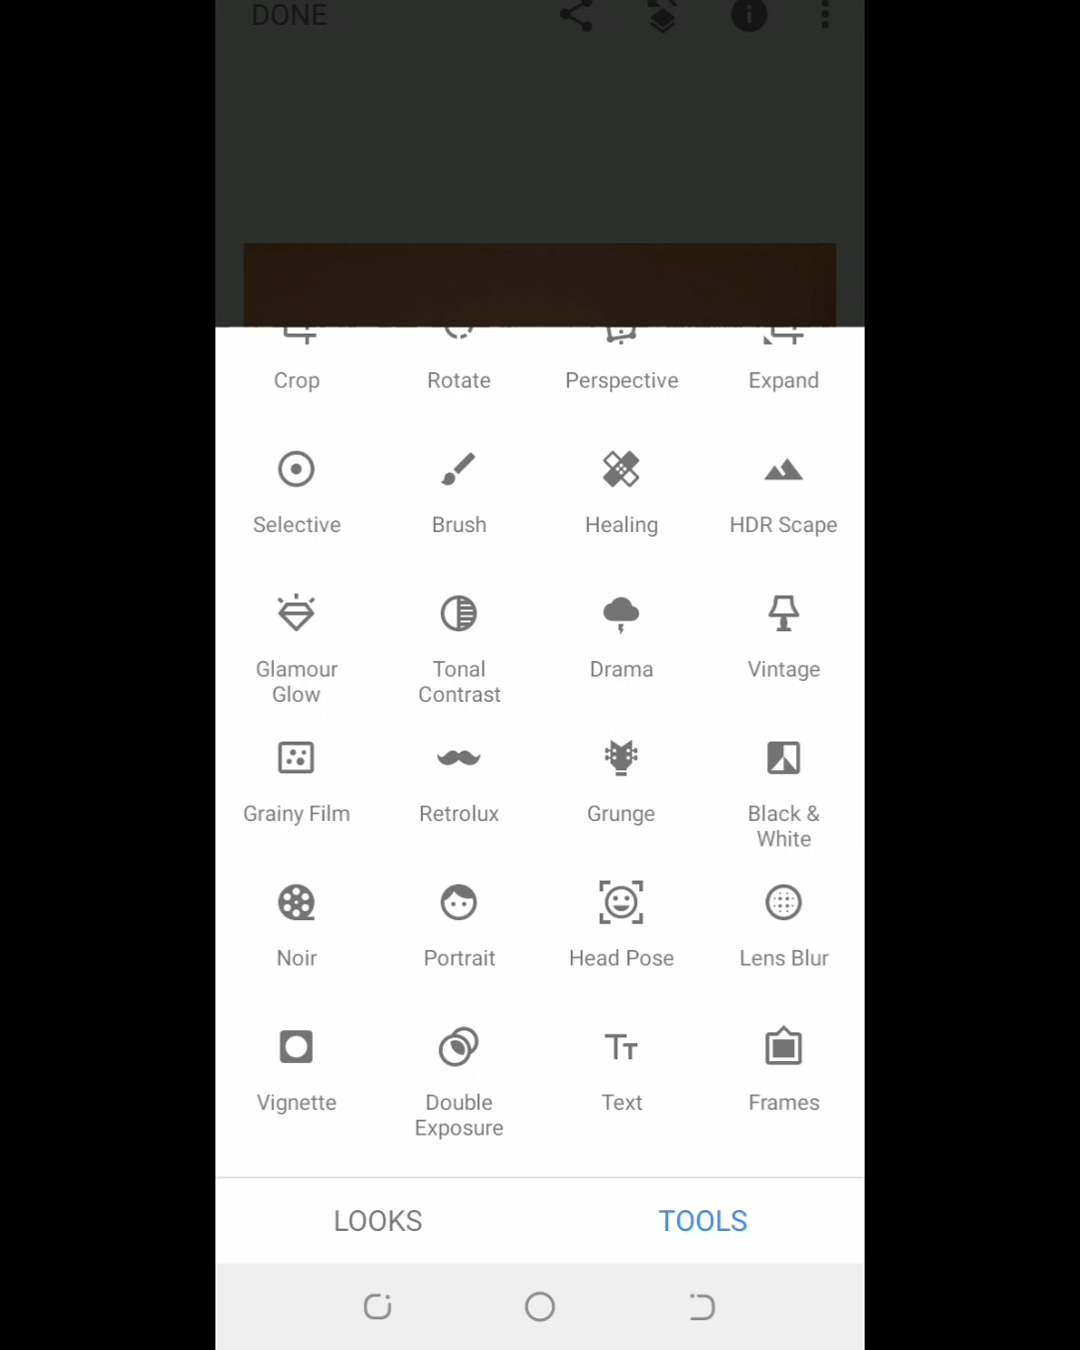 DONE
Crop Rotate Perspective Expand
Selective Brush Healing HDR Scape
Glamour Glow Tonal Contrast Drama Vintage
Grainy Film Retrolux Grunge Black & White
Noir Portrait Head Pose Lens Blur
Vignette Double Exposure Text Frames
LOOKS TOOLS